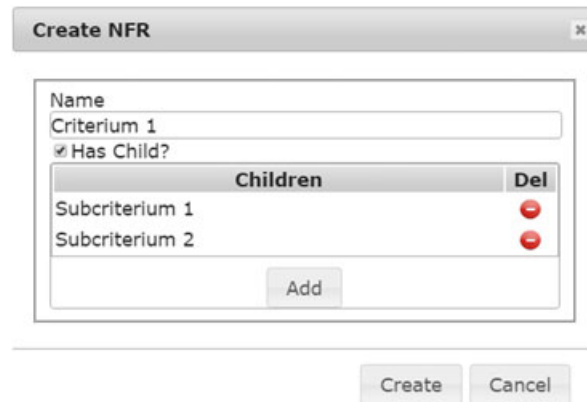 Create NFR
Name
Criterium 1
Has Child?
Children Del
Subcriterium 1
Subcriterium 2
Add
Create Cancel